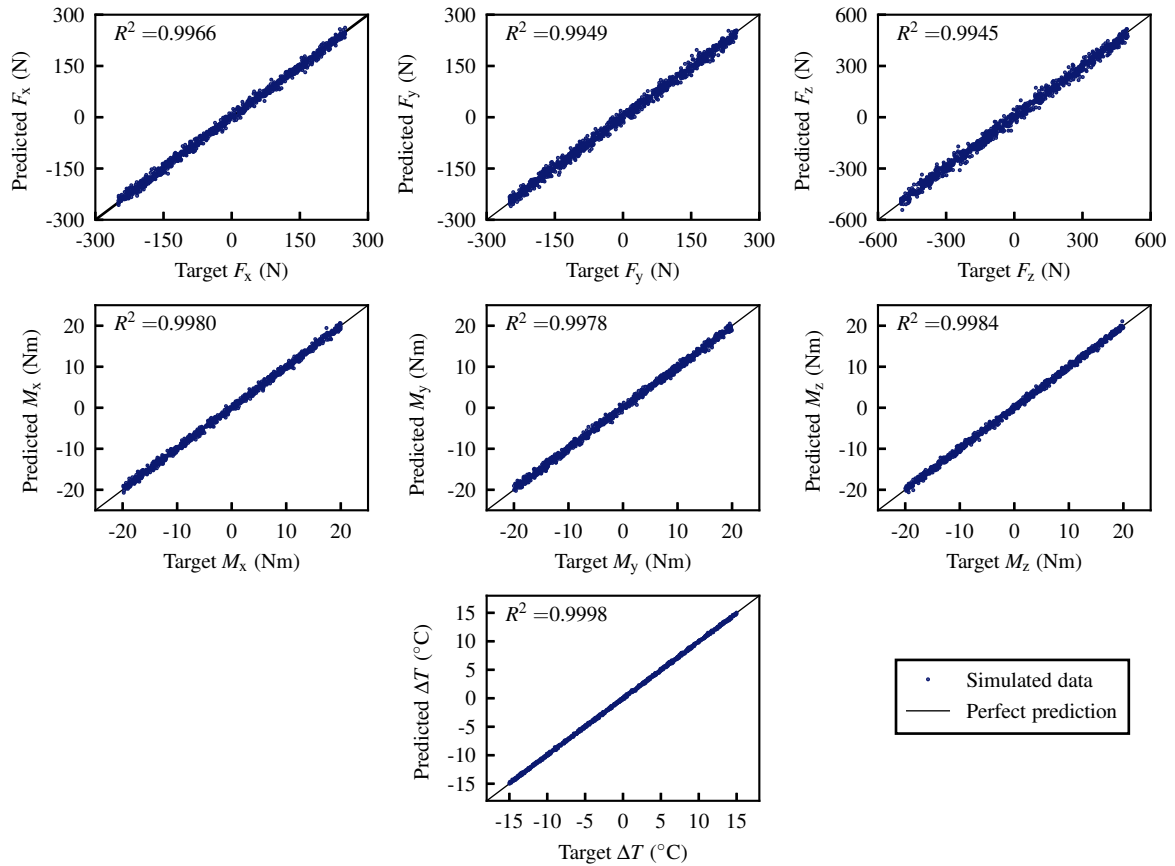 R² =0.9966
300
150
0
-150
-300
Predicted Fx (N)
-300 -150 0 150 300
Target Fx (N)
R² =0.9949
300
150
0
-150
-300
Predicted Fy (N)
-300 -150 0 150 300
Target Fy (N)
R² =0.9945
600
300
0
-300
-600
Predicted Fz (N)
-600 -300 0 300 600
Target Fz (N)
R² =0.9980
20
10
0
-10
-20
Predicted Mx (Nm)
-20 -10 0 10 20
Target Mx (Nm)
R² =0.9978
20
10
0
-10
-20
Predicted My (Nm)
-20 -10 0 10 20
Target My (Nm)
R² =0.9984
20
10
0
-10
-20
Predicted Mz (Nm)
-20 -10 0 10 20
Target Mz (Nm)
R² =0.9998
15
10
5
0
-5
-10
-15
Predicted ΔT (°C)
-15 -10 -5 0 5 10 15
Target ΔT (°C)
Simulated data
Perfect prediction